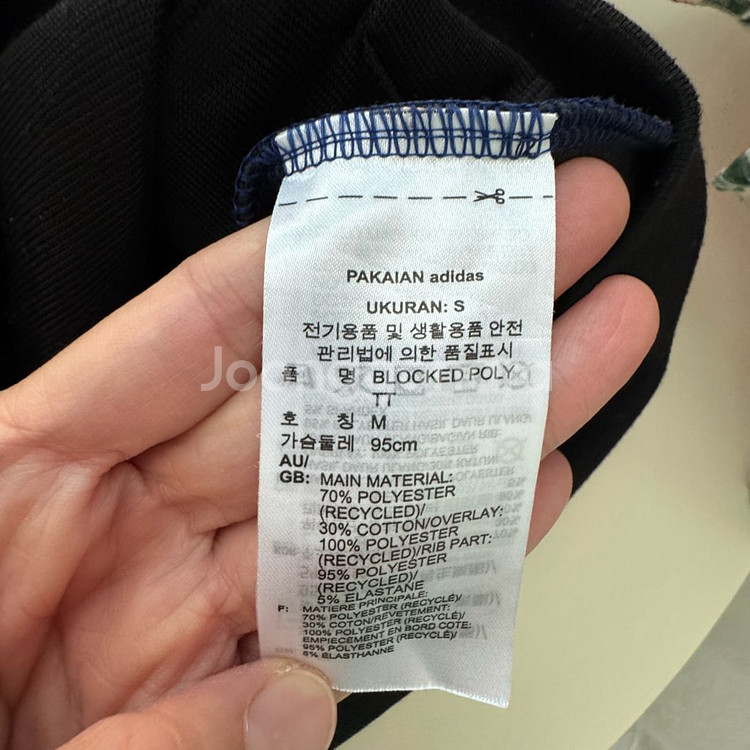 PAKAIAN adidas
UKURAN: S
전기용품 및 생활용품 안전
관리법에 의한 품질표시
품 명 BLOCKED POLY
TT
호 칭 M
가슴둘레 95cm
AU/
GB: MAIN MATERIAL:
70% POLYESTER
(RECYCLED)/
30% COTTON/OVERLAY:
100% POLYESTER
(RECYCLED)/RIB PART:
95% POLYESTER
(RECYCLED)/
5% ELASTANE
F: MATIERE PRINCIPALE:
70% POLYESTER (RECYCLÉ)/
30% COTON/REVETEMENT:
100% POLYESTER (RECYCLÉ)/
EMPIECEMENT EN BORD COTE:
95% POLYESTER (RECYCLÉ)/
5% ÉLASTHANNE